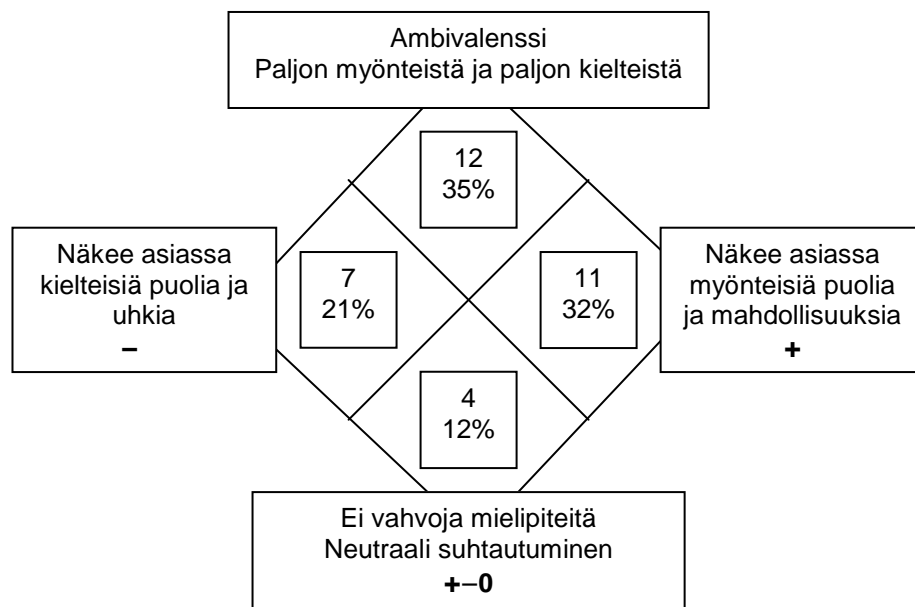 Ambivalenssi
Paljon myönteistä ja paljon kielteistä
12
35%
Näkee asiassa
kielteisiä puolia ja
uhkia
–
7
21%
11
32%
Näkee asiassa
myönteisiä puolia
ja mahdollisuuksia
+
4
12%
Ei vahvoja mielipiteitä
Neutraali suhtautuminen
+–0